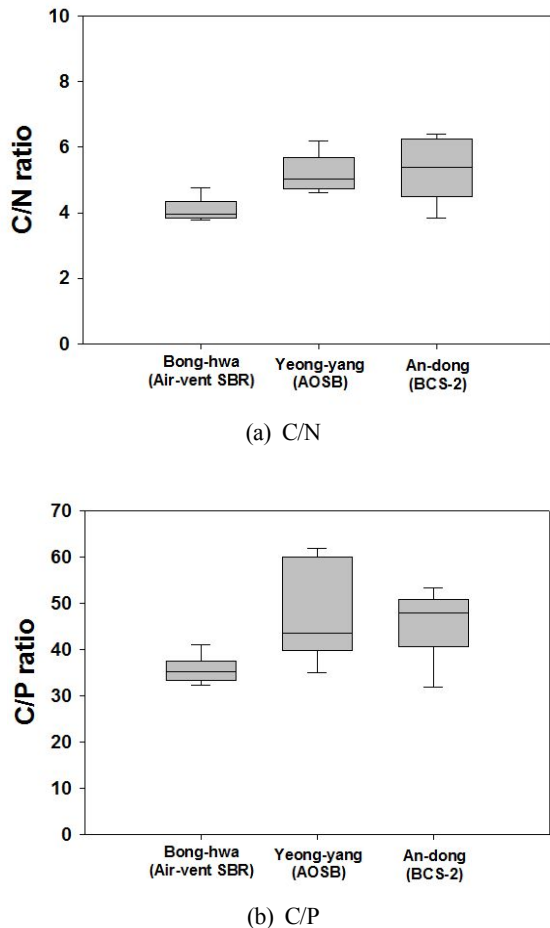 10
8
6
4
2
0
C/N ratio
Bong-hwa
(Air-vent SBR)
Yeong-yang
(AOSB)
An-dong
(BCS-2)
(a) C/N
70
60
50
40
30
20
10
0
C/P ratio
Bong-hwa
(Air-vent SBR)
Yeong-yang
(AOSB)
An-dong
(BCS-2)
(b) C/P